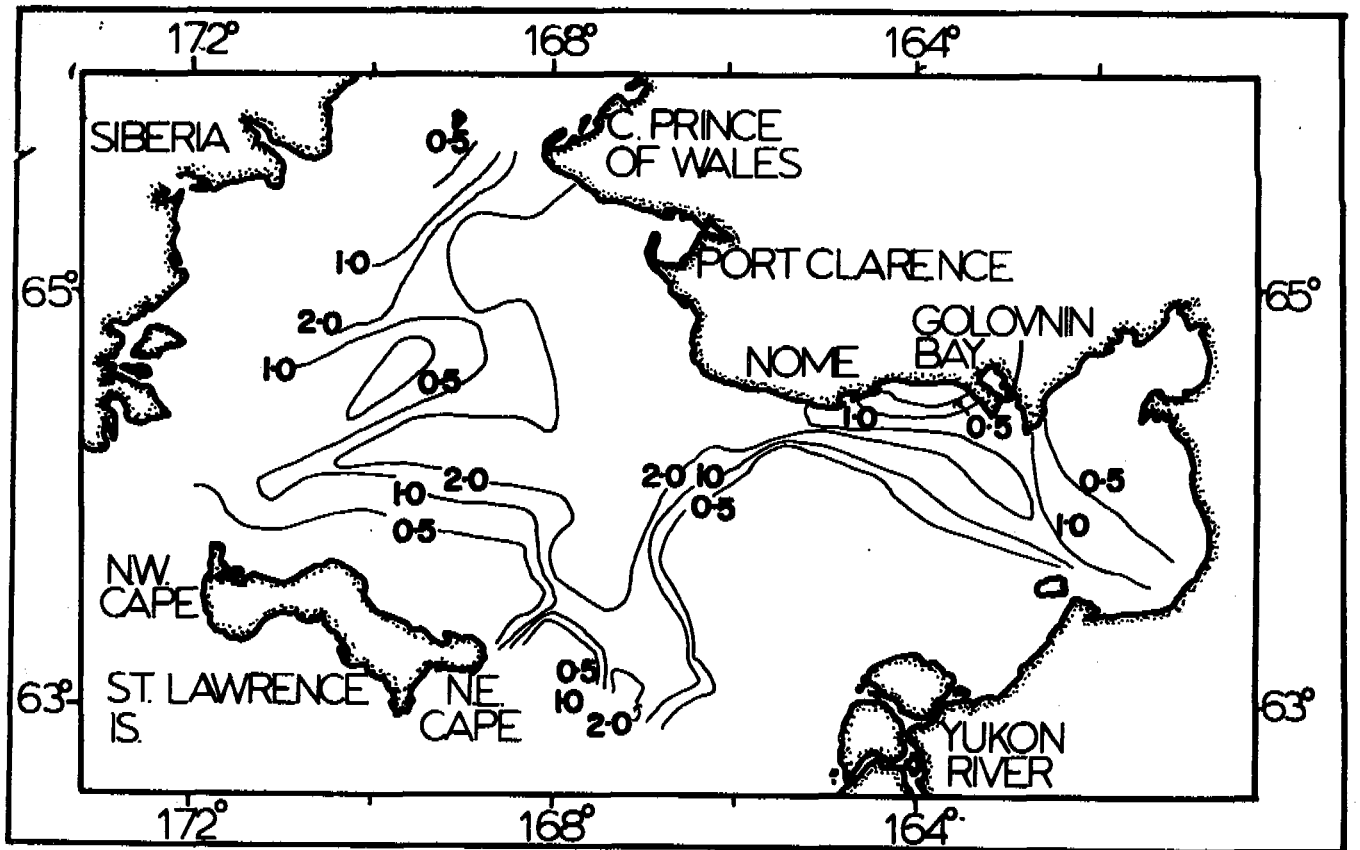 172° 168° 164°
SIBERIA
0·5
C. PRINCE
OF WALES
1·0
PORT CLARENCE
65° 65°
2·0
GOLOVNIN
BAY
NOME
1·0
0·5
1·0
0·5
2·0 1·0
0·5
1·0 2·0
0·5
0·5
1·0
N.W.
CAPE
ST. LAWRENCE
IS.
N.E.
CAPE
0·5
1·0
2·0
63° 63°
YUKON
RIVER
172° 168° 164°